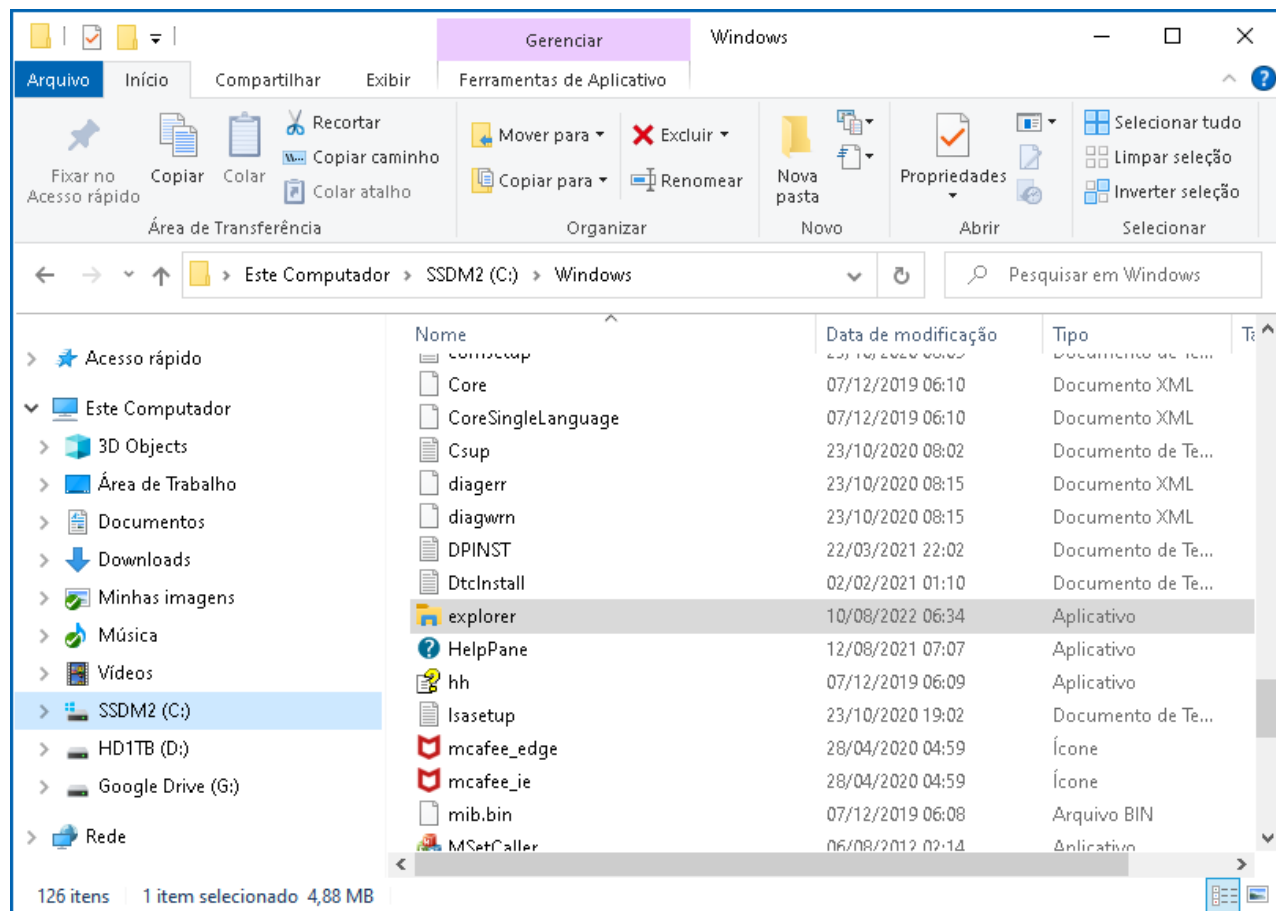 Gerenciar Windows
Arquivo Início Compartilhar Exibir Ferramentas de Aplicativo
Fixar no Acesso rápido
Copiar
Colar
Recortar
Copiar caminho
Colar atalho
Área de Transferência
Mover para
Copiar para
Excluir
Renomear
Organizar
Nova pasta
Novo
Propriedades
Abrir
Selecionar tudo
Limpar seleção
Inverter seleção
Selecionar
Este Computador SSDM2 (C:) Windows
Pesquisar em Windows
Acesso rápido
Este Computador
3D Objects
Área de Trabalho
Documentos
Downloads
Minhas imagens
Música
Vídeos
SSDM2 (C:)
HD1TB (D:)
Google Drive (G:)
Rede
Nome Data de modificação Tipo
Core 07/12/2019 06:10 Documento XML
CoreSingleLanguage 07/12/2019 06:10 Documento XML
Csup 23/10/2020 08:02 Documento de Te...
diagerr 23/10/2020 08:15 Documento XML
diagwrn 23/10/2020 08:15 Documento XML
DPINST 22/03/2021 22:02 Documento de Te...
DtcInstall 02/02/2021 01:10 Documento de Te...
explorer 10/08/2022 06:34 Aplicativo
HelpPane 12/08/2021 07:07 Aplicativo
hh 07/12/2019 06:09 Aplicativo
lsasetup 23/10/2020 19:02 Documento de Te...
mcafee_edge 28/04/2020 04:59 Ícone
mcafee_ie 28/04/2020 04:59 Ícone
mib.bin 07/12/2019 06:08 Arquivo BIN
MSetCaller 06/08/2012 02:14 Aplicativo
126 itens 1 item selecionado 4,88 MB